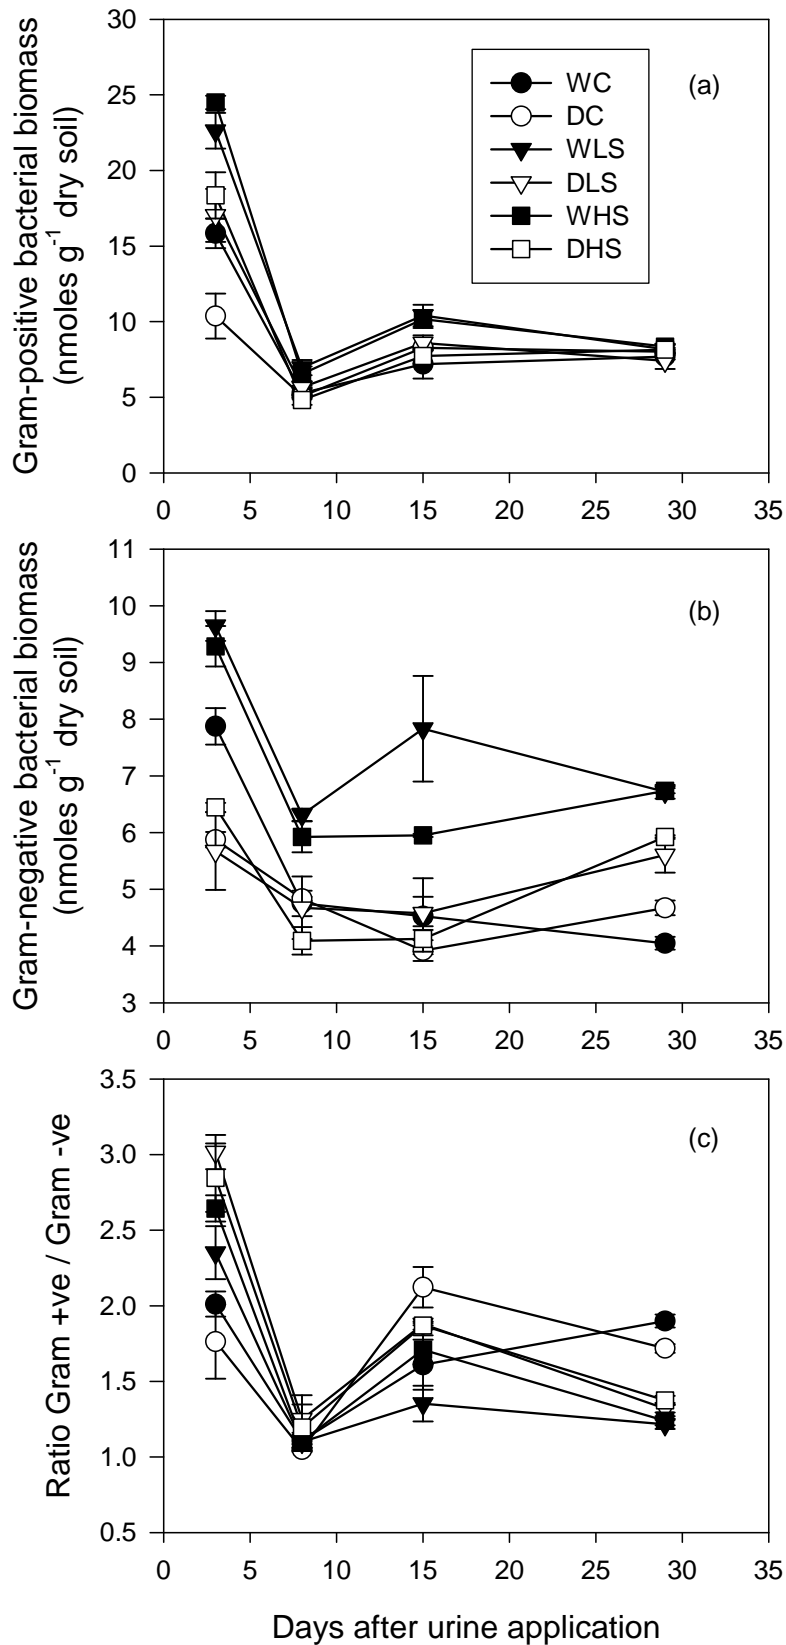 Gram-positive bacterial biomass
(nmoles g⁻¹ dry soil)
30
25
20
15
10
5
0
WC
DC
WLS
DLS
WHS
DHS
(a)
0 5 10 15 20 25 30 35
Gram-negative bacterial biomass
(nmoles g⁻¹ dry soil)
11
10
9
8
7
6
5
4
3
(b)
0 5 10 15 20 25 30 35
Ratio Gram +ve / Gram -ve
3.5
3.0
2.5
2.0
1.5
1.0
0.5
(c)
0 5 10 15 20 25 30 35
Days after urine application